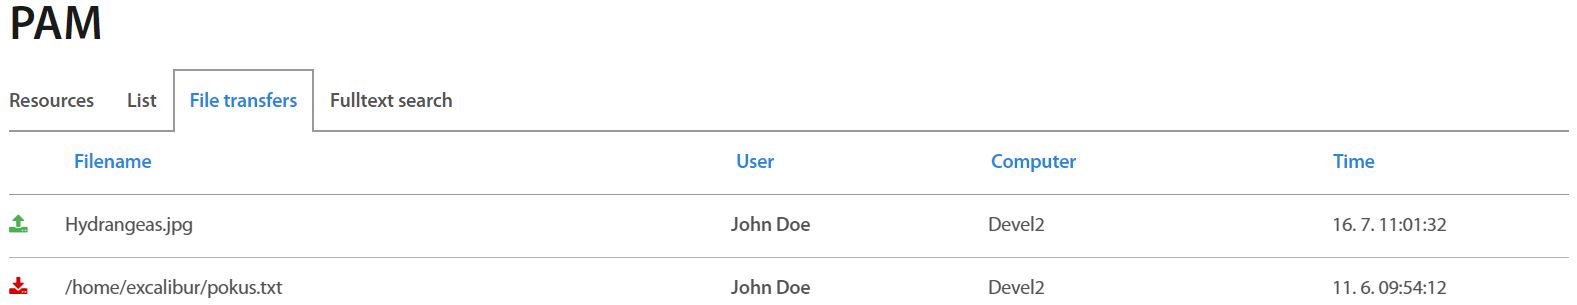 PAM
Resources List File transfers Fulltext search
Filename User Computer Time
Hydrangeas.jpg John Doe Devel2 16. 7. 11:01:32
/home/excalibur/pokus.txt John Doe Devel2 11. 6. 09:54:12